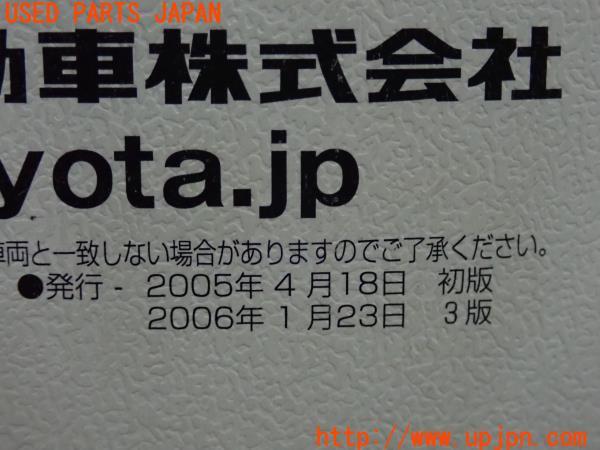 USED PARTS JAPAN
動車株式会社
yota.jp
車両と一致しない場合がありますのでご了承ください。
●発行 - 2005年 4月18日 初版
2006年 1月23日 3版
http://www.upjpn.com/